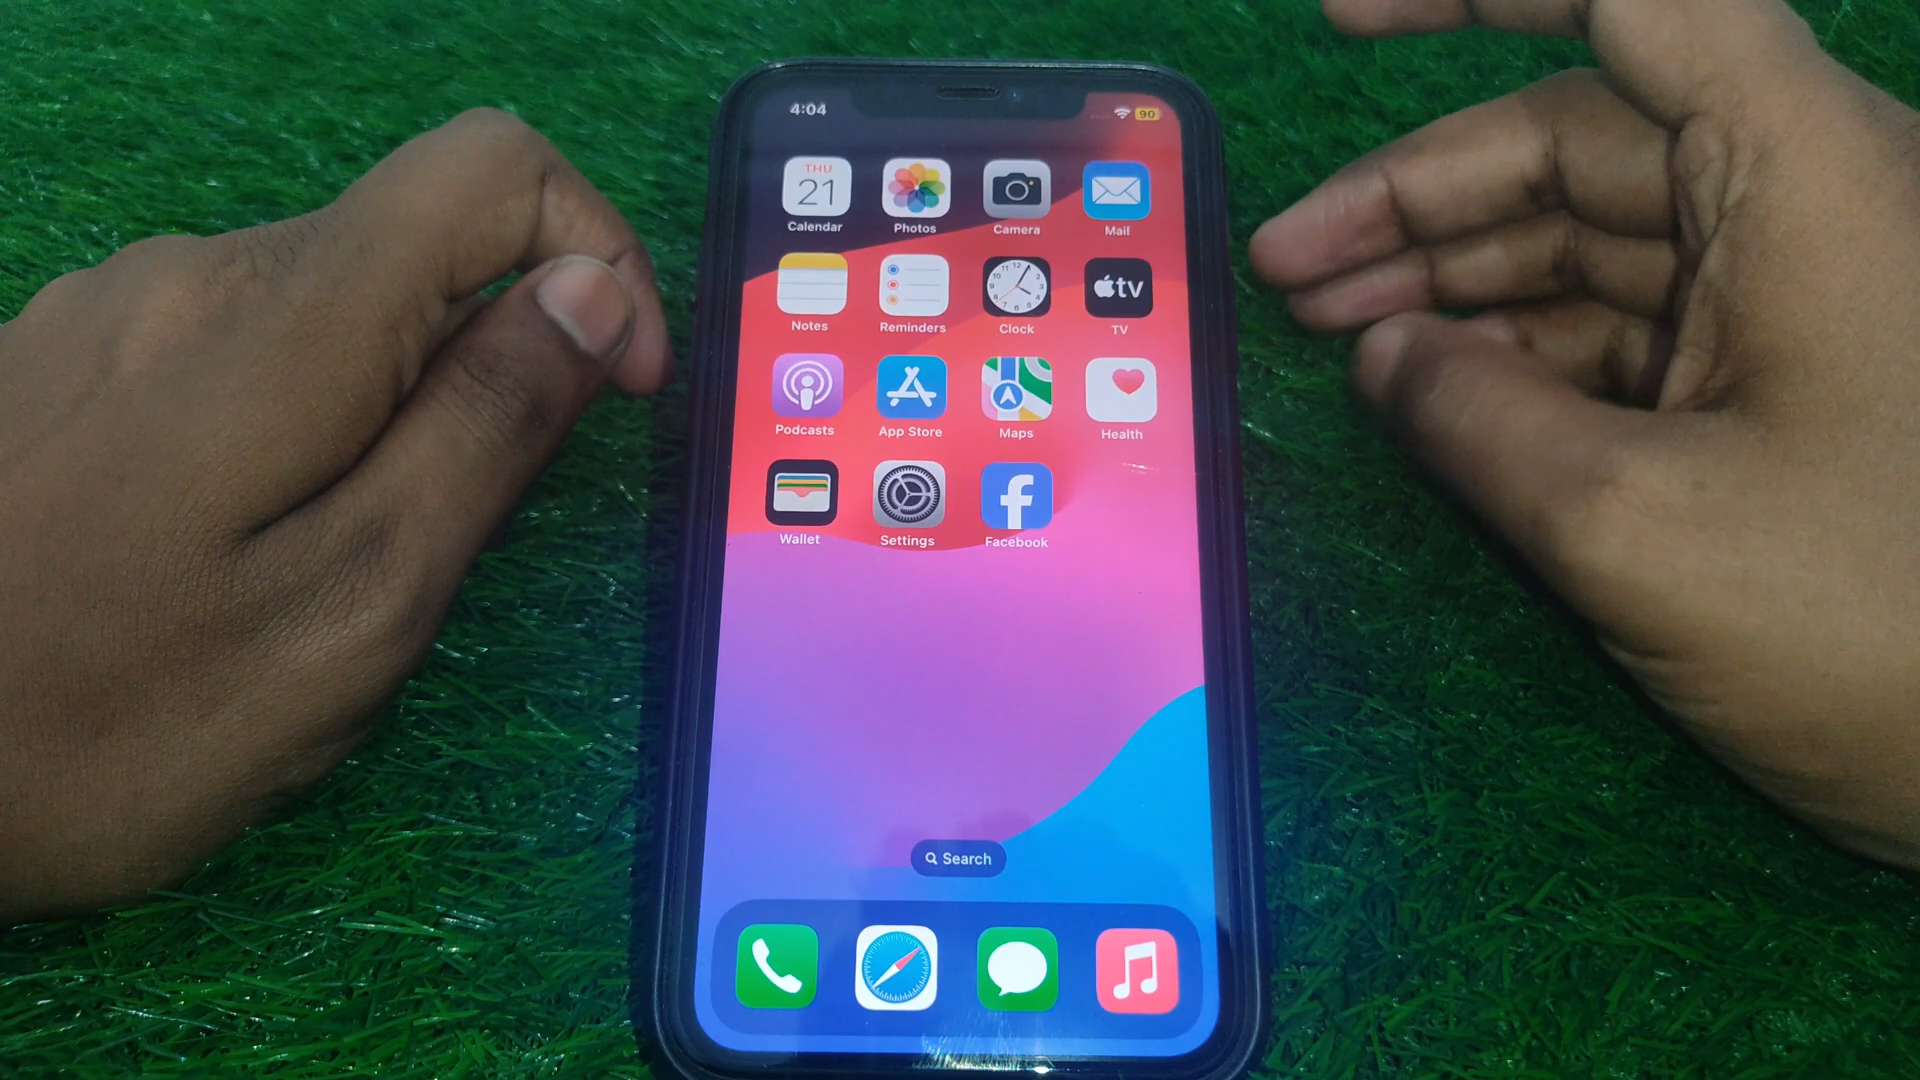 4:04
90
THU
21
Calendar
Photos
Camera
Mail
Notes
Reminders
Clock
tv
TV
Podcasts
App Store
Maps
Health
Wallet
Settings
f
Facebook
Search